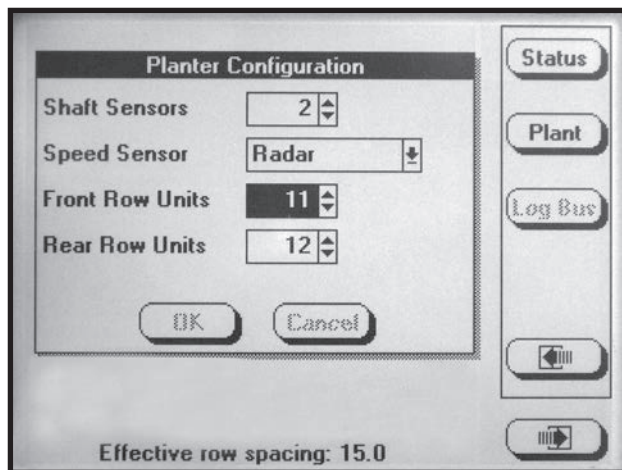 Planter Configuration
Shaft Sensors 2
Speed Sensor Radar
Front Row Units 11
Rear Row Units 12
OK Cancel
Effective row spacing: 15.0
Status
Plant
Log Bus